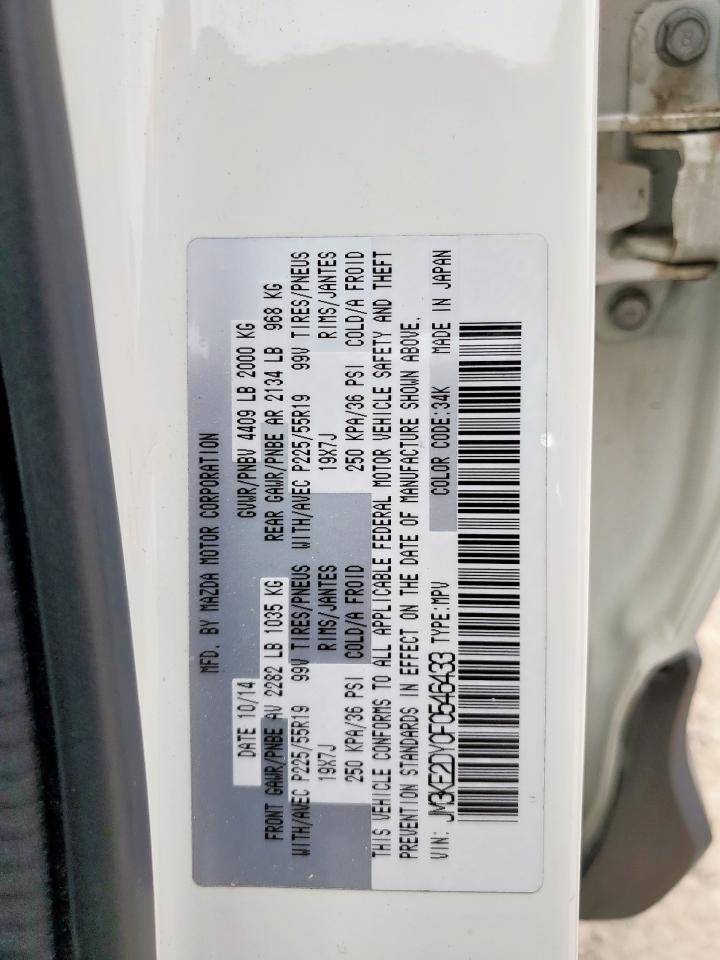 MFD. BY MAZDA MOTOR CORPORATION
DATE 10/14 GVWR/PNBV 4409 LB 2000 KG
FRONT GAWR/PNBE AV 2282 LB 1035 KG REAR GAWR/PNBE AR 2134 LB 968 KG
WITH/AVEC P225/55R19 99V TIRES/PNEUS WITH/AVEC P225/55R19 99V TIRES/PNEUS
19X7J RIMS/JANTES 19X7J RIMS/JANTES
250 KPA/36 PSI COLD/A FROID 250 KPA/36 PSI COLD/A FROID
THIS VEHICLE CONFORMS TO ALL APPLICABLE FEDERAL MOTOR VEHICLE SAFETY AND THEFT
PREVENTION STANDARDS IN EFFECT ON THE DATE OF MANUFACTURE SHOWN ABOVE.
VIN: JM3KE2DY0F0546433 TYPE:MPV COLOR CODE:34K MADE IN JAPAN